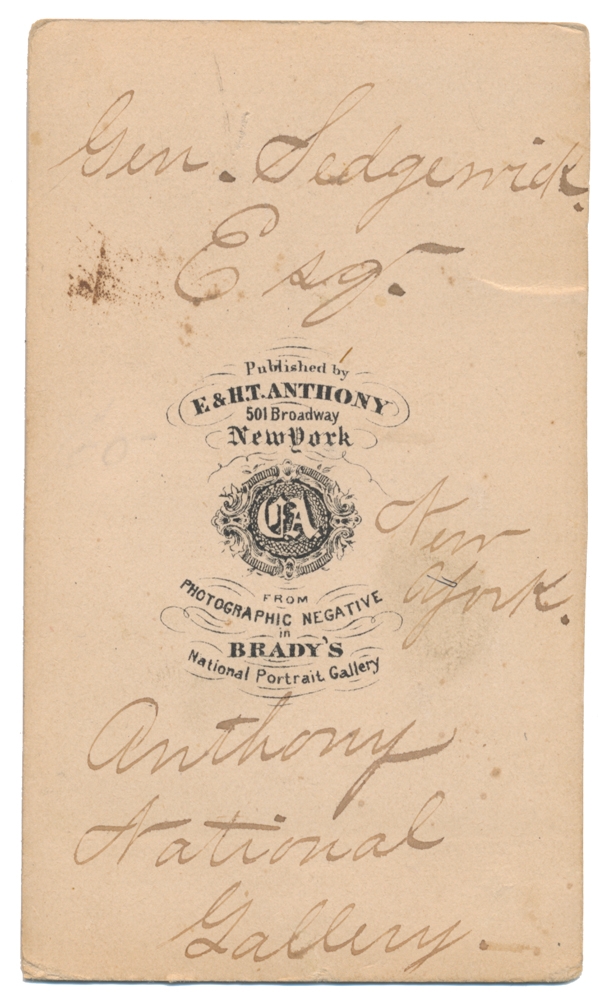 Gen. Sedgewick.
Esq.
Published by
E & H.T. ANTHONY
501 Broadway
New York
EA
FROM
PHOTOGRAPHIC NEGATIVE
in
BRADY'S
National Portrait Gallery
New
York.
Anthony
National
Gallery.